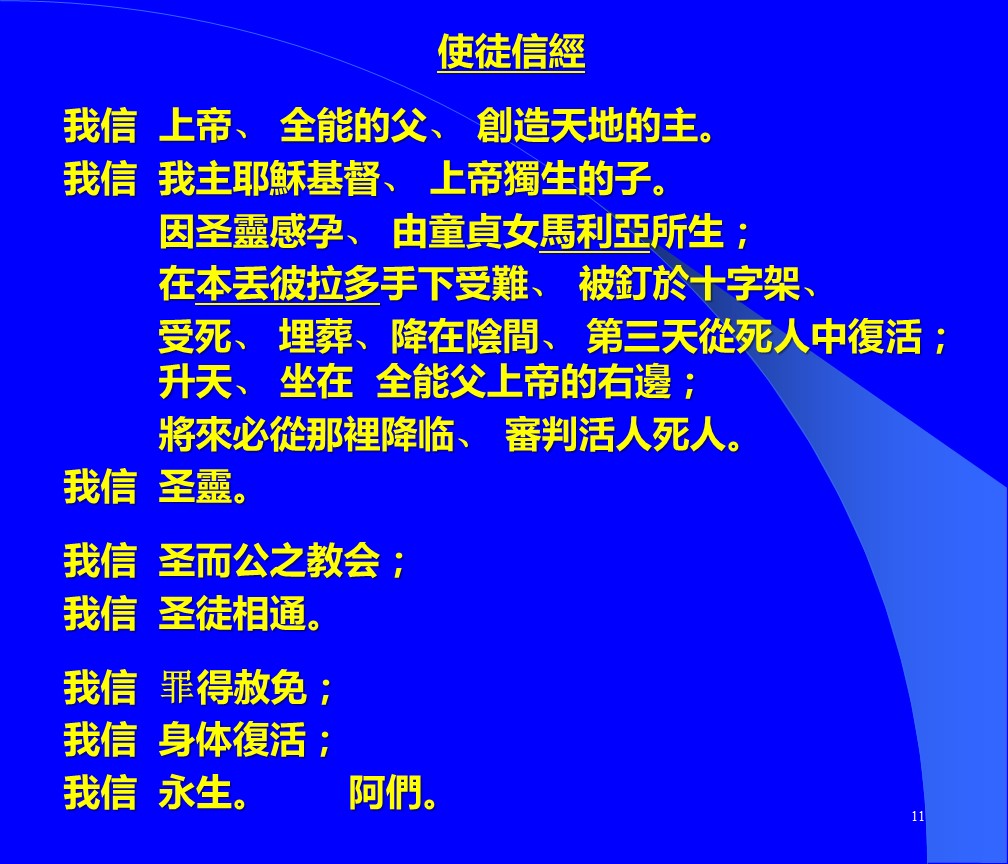 使徒信經
我信 上帝、 全能的父、 創造天地的主。
我信 我主耶穌基督、 上帝獨生的子。
因圣靈感孕、 由童貞女馬利亞所生；
在本丢彼拉多手下受難、 被釘於十字架、
受死、 埋葬、降在陰間、 第三天從死人中復活；
升天、 坐在 全能父上帝的右邊；
將來必從那裡降临、 審判活人死人。
我信 圣靈。
我信 圣而公之教会；
我信 圣徒相通。
我信 罪得赦免；
我信 身体復活；
我信 永生。 阿們。
11